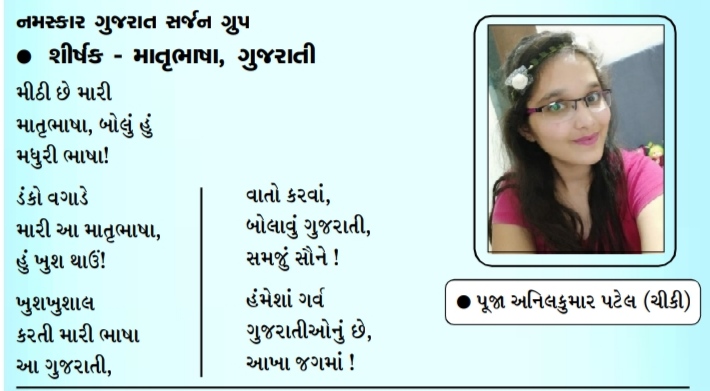 નમસ્કાર ગુજરાત સર્જન ગ્રુપ
● શીર્ષક - માતૃભાષા, ગુજરાતી
મીઠી છે મારી
માતૃભાષા, બોલું હું
મધુરી ભાષા!
ડંકો વગાડે
મારી આ માતૃભાષા,
હું ખુશ થાઉં!
ખુશખુશાલ
કરતી મારી ભાષા
આ ગુજરાતી,
વાતો કરવાં,
બોલાવું ગુજરાતી,
સમજું સૌને !
હંમેશાં ગર્વ
ગુજરાતીઓનું છે,
આખા જગમાં !
● પૂજા અનિલકુમાર પટેલ (ચીકી)